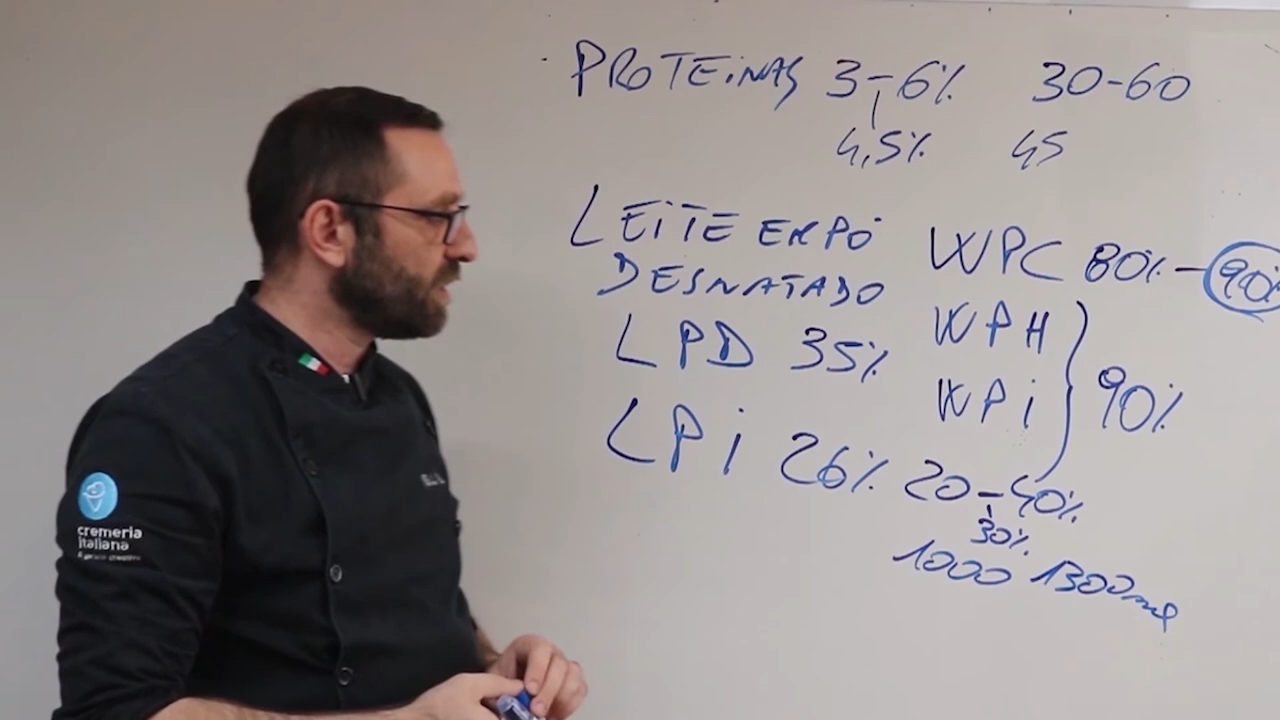 PROTEINAS 3-6% 30-60
4,5% 45
LEITE EM PÓ DESNATADO
WPC 80% - 90%
LPD 35%
WPH
WPi
90%
LPi 26%
20-40%
30%
1000 1300ml
cremeria
italiana